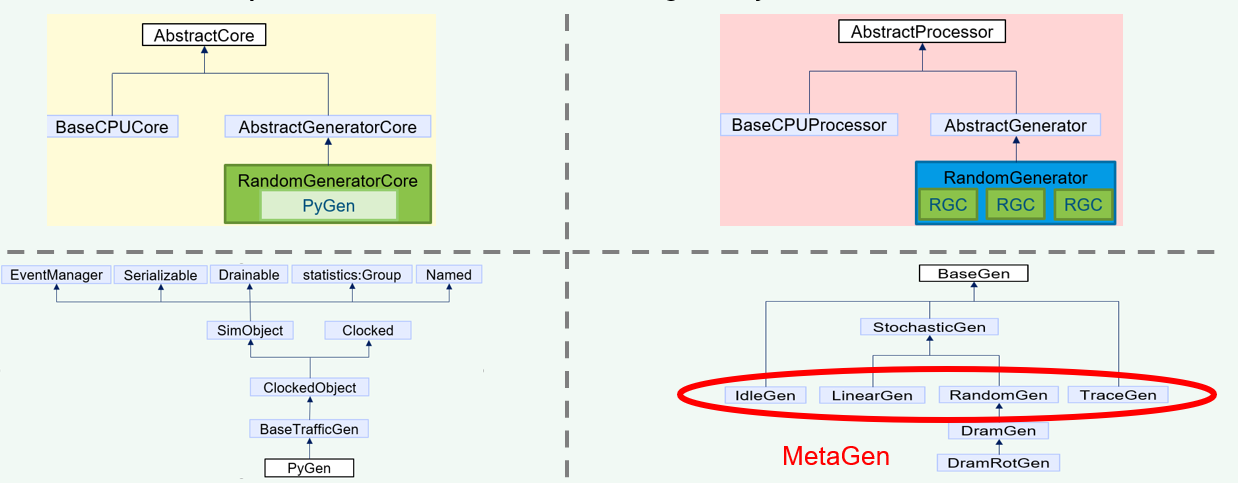 AbstractCore
BaseCPUCore
AbstractGeneratorCore
RandomGeneratorCore
PyGen
AbstractProcessor
BaseCPUProcessor
AbstractGenerator
RandomGenerator
RGC RGC RGC
EventManager Serializable Drainable statistics:Group Named
SimObject Clocked
ClockedObject
BaseTrafficGen
PyGen
BaseGen
StochasticGen
IdleGen LinearGen RandomGen TraceGen
DramGen
MetaGen
DramRotGen